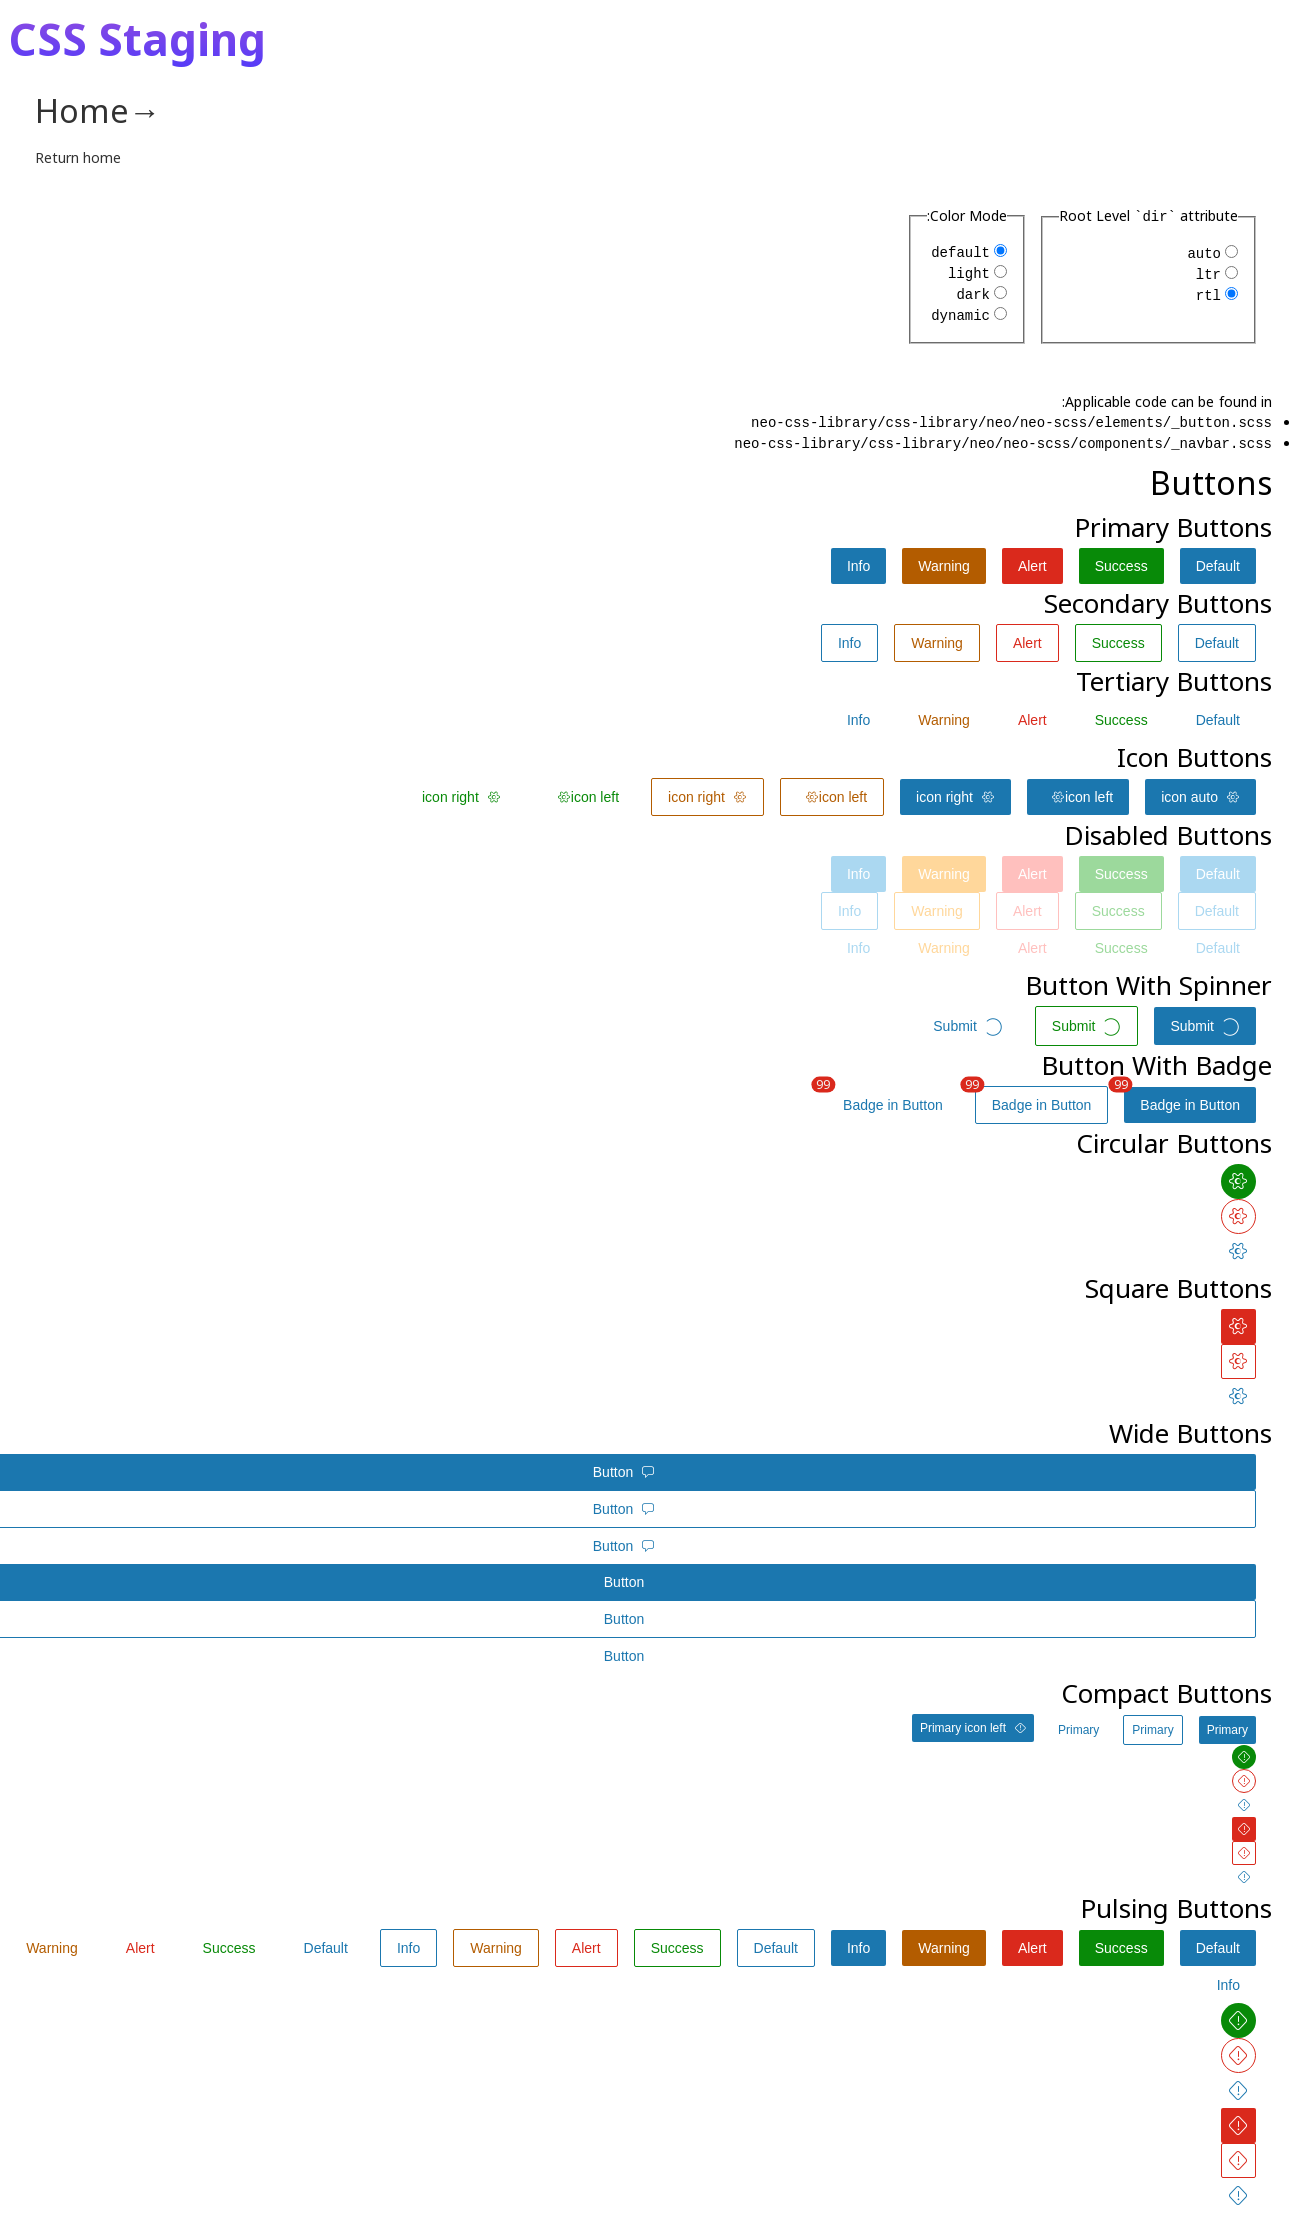 CSS Staging
Home→
Return home
Root Level `dir` attribute
auto
ltr
rtl
:Color Mode
default
light
dark
dynamic
:Applicable code can be found in
neo-css-library/css-library/neo/neo-scss/elements/_button.scss
neo-css-library/css-library/neo/neo-scss/components/_navbar.scss
Buttons
Primary Buttons
Info Warning Alert Success Default
Secondary Buttons
Info Warning Alert Success Default
Tertiary Buttons
Info Warning Alert Success Default
Icon Buttons
icon right icon left icon right icon left icon right icon left icon auto
Disabled Buttons
Info Warning Alert Success Default
Info Warning Alert Success Default
Info Warning Alert Success Default
Button With Spinner
Submit Submit Submit
Button With Badge
99 99 99
Badge in Button Badge in Button Badge in Button
Circular Buttons
Square Buttons
Wide Buttons
Button
Button
Button
Button
Button
Button
Compact Buttons
Primary icon left Primary Primary Primary
Pulsing Buttons
Warning Alert Success Default Info Warning Alert Success Default Info Warning Alert Success Default
Info